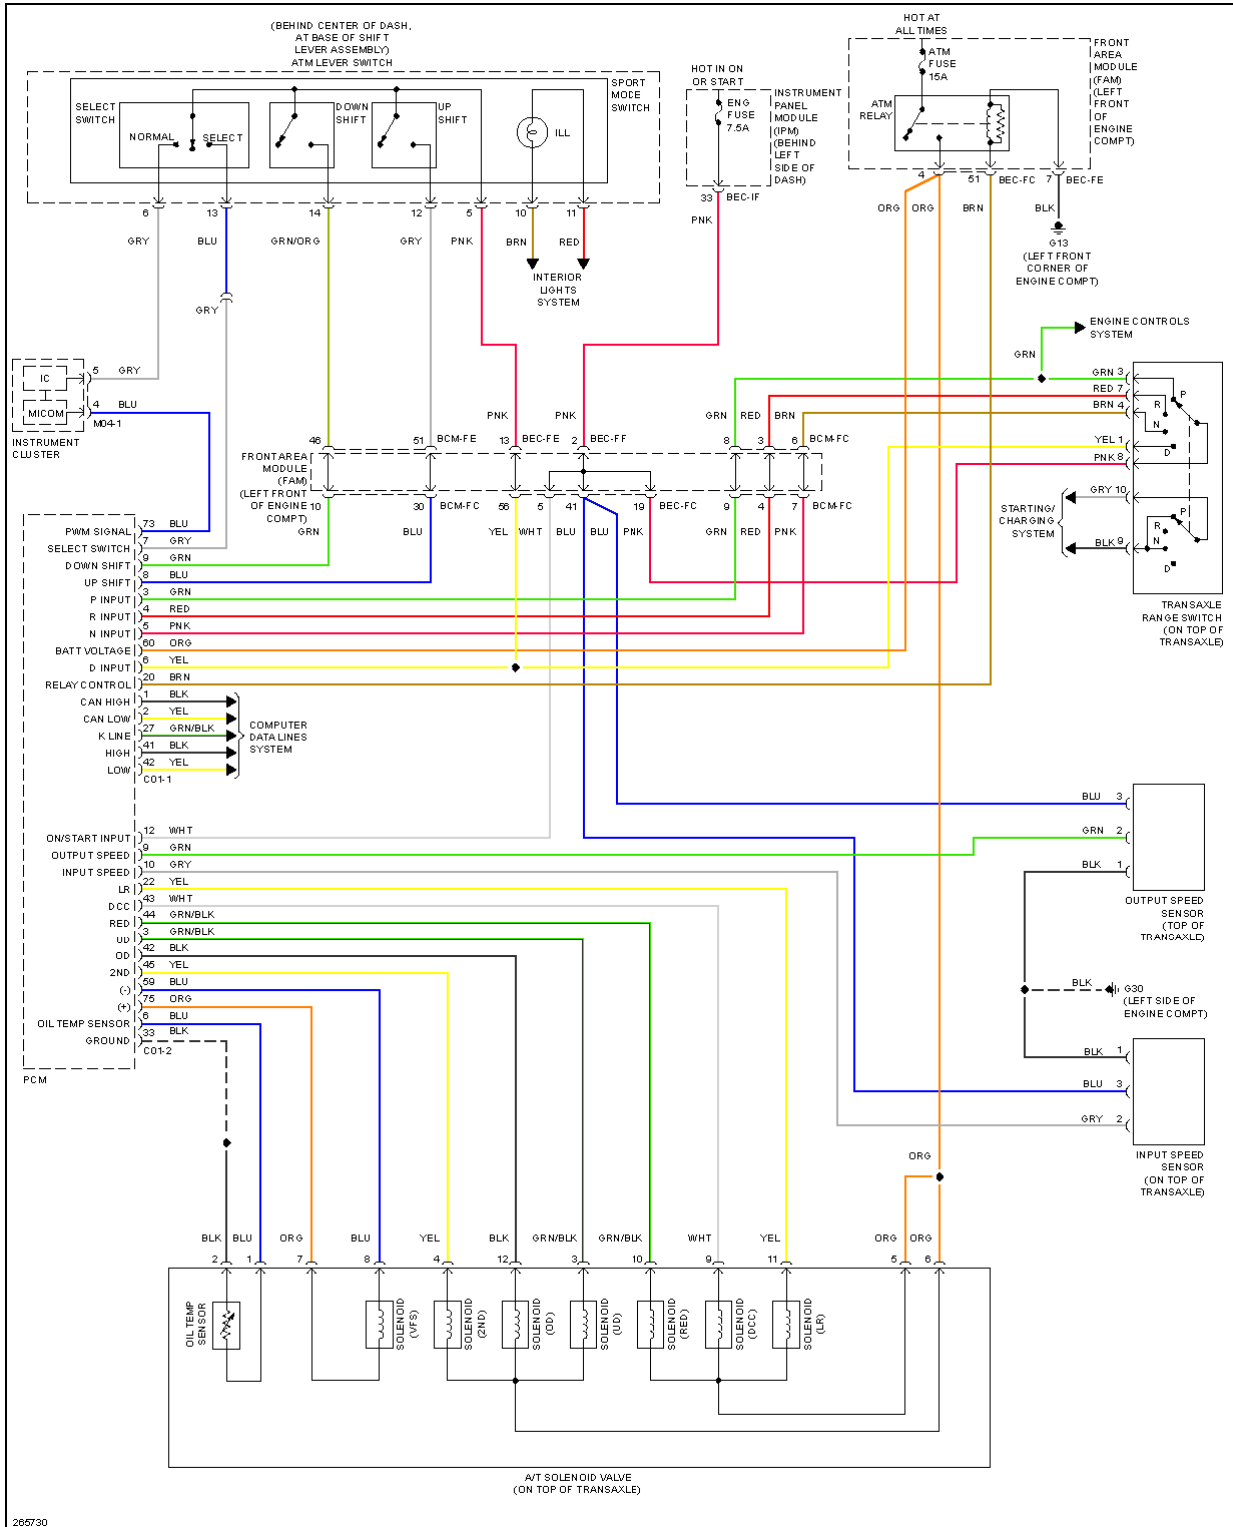 (BEHIND CENTER OF DASH,
AT BASE OF SHIFT
LEVER ASSEMBLY)
ATM LEVER SWITCH
SPORT
MODE
SWITCH
SELECT
SWITCH
NORMAL
SELECT
DOWN
SHIFT
UP
SHIFT
ILL
HOT IN ON
OR START
ENG
FUSE
7.5A
INSTRUMENT
PANEL
MODULE
(IPM)
(BEHIND
LEFT
SIDE OF
DASH)
33
BEC-IF
PNK
HOT AT
ALL TIMES
ATM
FUSE
15A
ATM
RELAY
FRONT
AREA
MODULE
(FAM)
(LEFT
FRONT
OF
ENGINE
COMPT)
4
51
BEC-FC
7
BEC-FE
ORG
ORG
BRN
BLK
G13
(LEFT FRONT
CORNER OF
ENGINE COMPT)
6
13
14
12
5
10
11
GRY
BLU
GRN/ORG
GRY
PNK
BRN
RED
INTERIOR
LIGHTS
SYSTEM
GRY
IC
MICOM
5
GRY
4
BLU
M04-1
INSTRUMENT
CLUSTER
ENGINE CONTROLS
SYSTEM
GRN
GRN 3
RED 7
BRN 4
YEL 1
PNK 8
GRY 10
BLK 9
P
R
N
D
P
R
N
D
STARTING/
CHARGING
SYSTEM
TRANSAXLE
RANGE SWITCH
(ON TOP OF
TRANSAXLE)
PNK
PNK
GRN
RED
BRN
46
51
BCM-FE
13
BEC-FE
2
BEC-FF
8
3
6
BCM-FC
FRONT AREA
MODULE
(FAM)
(LEFT FRONT
OF ENGINE
COMPT)
10
30
BCM-FC
56
5
41
19
BEC-FC
9
4
7
BCM-FC
GRN
BLU
YEL
WHT
BLU
BLU
PNK
GRN
RED
PNK
PWM SIGNAL 73 BLU
SELECT SWITCH 7 GRY
DOWN SHIFT 9 GRN
UP SHIFT 8 BLU
P INPUT 3 GRN
R INPUT 4 RED
N INPUT 5 PNK
BATT VOLTAGE 60 ORG
D INPUT 6 YEL
RELAY CONTROL 20 BRN
CAN HIGH 1 BLK
CAN LOW 2 YEL
K LINE 27 GRN/BLK
HIGH 41 BLK
LOW 42 YEL
C01-1
COMPUTER
DATA LINES
SYSTEM
ON/START INPUT 12 WHT
OUTPUT SPEED 9 GRN
INPUT SPEED 10 GRY
LR 22 YEL
DCC 43 WHT
RED 44 GRN/BLK
UD 3 GRN/BLK
OD 42 BLK
2ND 45 YEL
(-) 59 BLU
(+) 75 ORG
OIL TEMP SENSOR 6 BLU
GROUND 33 BLK
C01-2
PCM
BLU 3
GRN 2
BLK 1
OUTPUT SPEED
SENSOR
(TOP OF
TRANSAXLE)
BLK
G30
(LEFT SIDE OF
ENGINE COMPT)
BLK 1
BLU 3
GRY 2
INPUT SPEED
SENSOR
(ON TOP OF
TRANSAXLE)
ORG
BLK
BLU
ORG
BLU
YEL
BLK
GRN/BLK
GRN/BLK
WHT
YEL
ORG
ORG
2
1
7
8
4
12
3
10
9
11
5
6
OIL TEMP
SENSOR
SOLENOID
(VFS)
SOLENOID
(2ND)
SOLENOID
(OD)
SOLENOID
(UD)
SOLENOID
(RED)
SOLENOID
(DCC)
SOLENOID
(LR)
A/T SOLENOID VALVE
(ON TOP OF TRANSAXLE)
265730